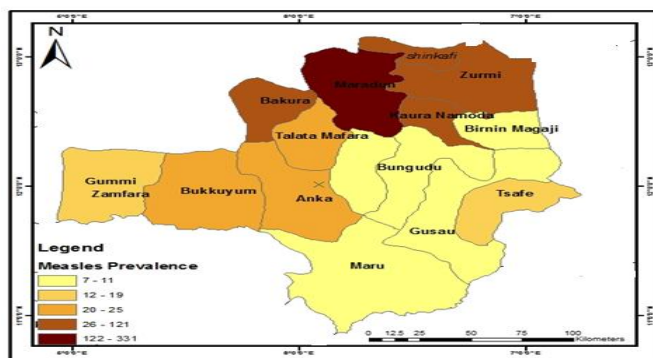 N
shinkafi
Zurmi
Maradun
Bakura
Kaura Namoda
Birnin Magaji
Talata Mafara
Bungudu
Gummi
Zamfara
Bukkuyum
Anka
Tsafe
Gusau
Maru
Legend
Measles Prevalence
7 - 11
12 - 19
20 - 25
26 - 121
122 - 331
0 12.5 25 50 75 100
Kilometers